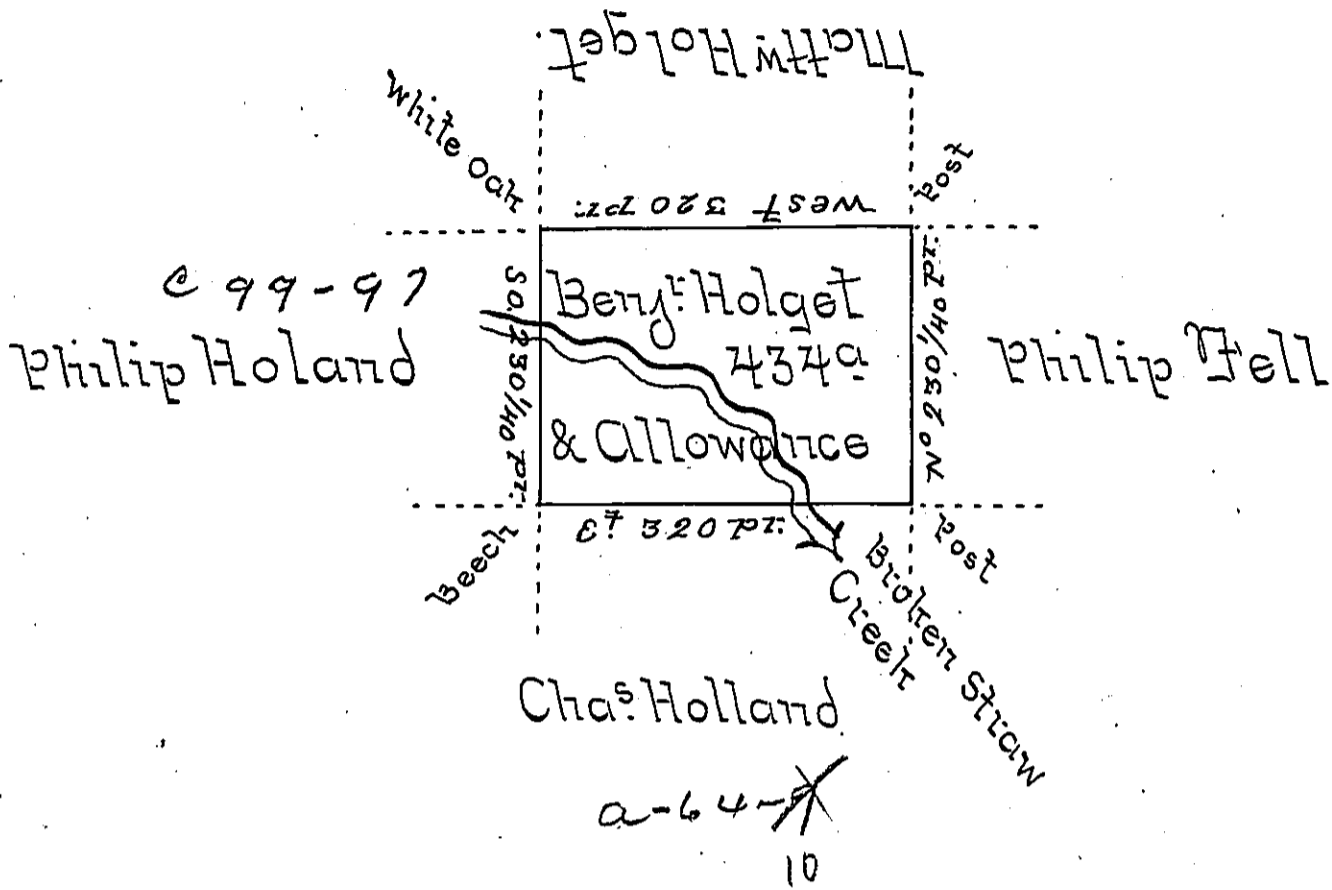 Mattw. Holget.
White Oak
Post
West 320 pr.
C 99-97
Philip Holand
So. 230 1/40 pr.
Benjn. Holget
434a
& Allowance
No 230 1/40 pr.
Philip Fell
Et. 320 pr.
Beech
Post
Broken Straw
Creek
Chas. Holland
a-64-
10